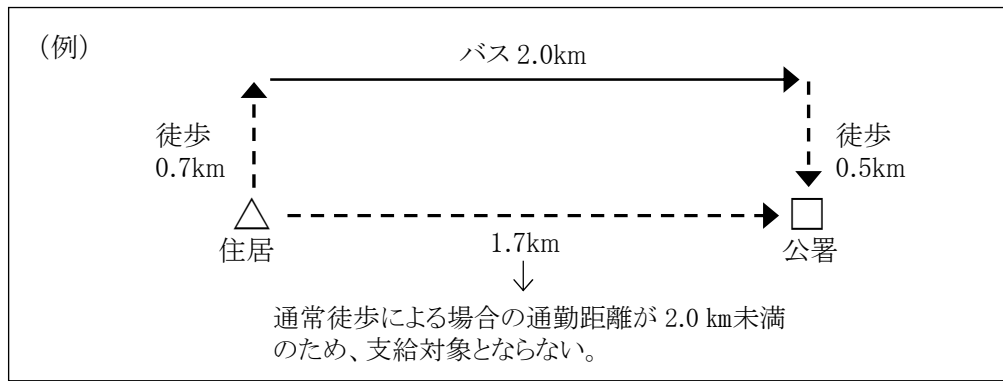 (例)
バス 2.0km
徒歩
0.7km
徒歩
0.5km
住居
1.7km
公署
通常徒歩による場合の通勤距離が 2.0 ㎞未満
のため、支給対象とならない。